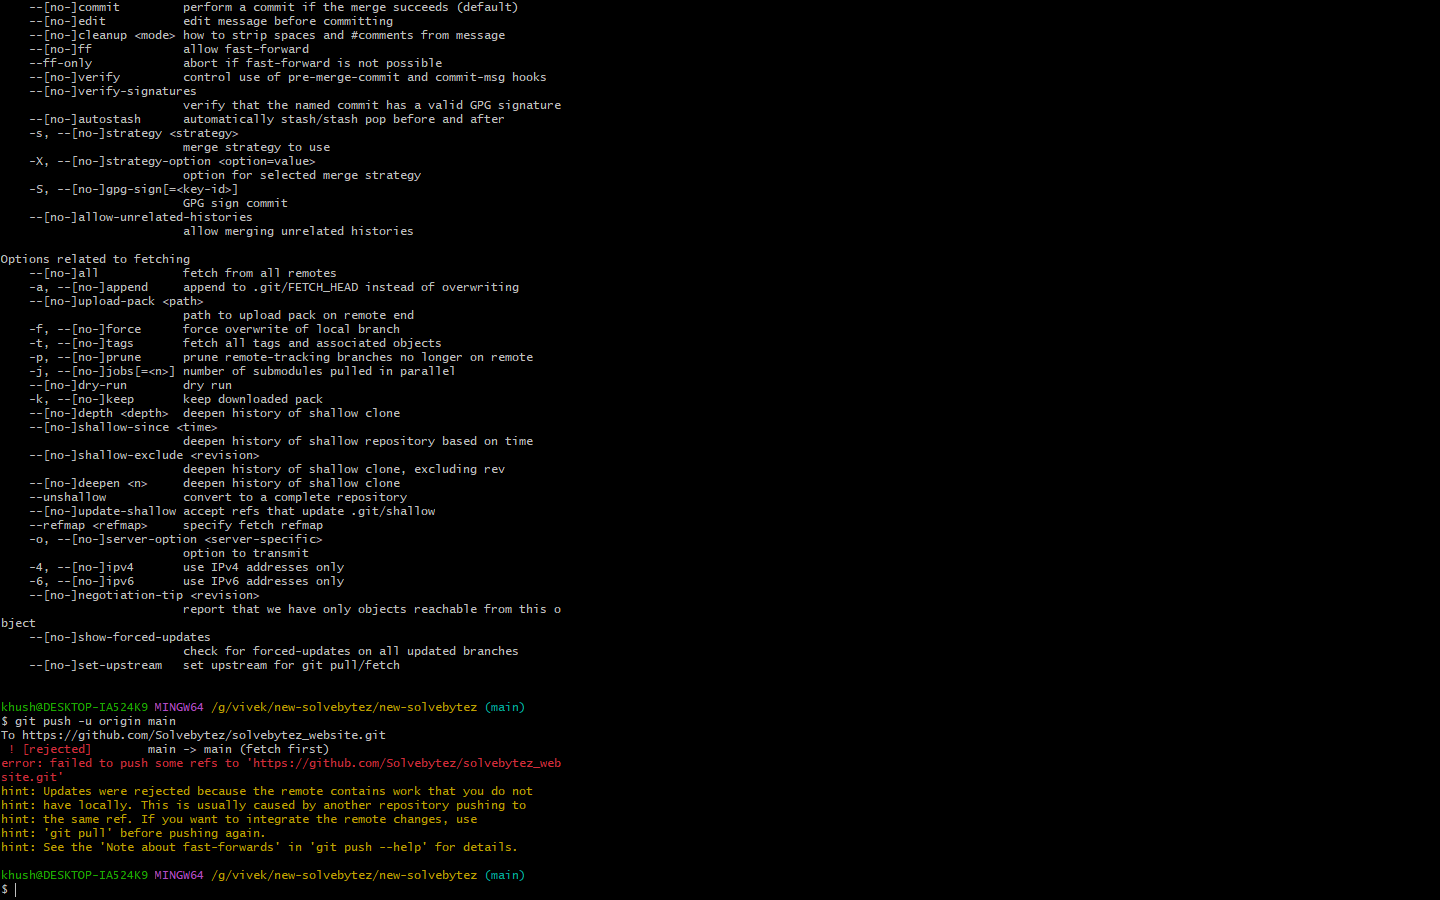 --[no-]commit         perform a commit if the merge succeeds (default)
--[no-]edit           edit message before committing
--[no-]cleanup <mode> how to strip spaces and #comments from message
--[no-]ff             allow fast-forward
--ff-only             abort if fast-forward is not possible
--[no-]verify         control use of pre-merge-commit and commit-msg hooks
--[no-]verify-signatures
verify that the named commit has a valid GPG signature
--[no-]autostash      automatically stash/stash pop before and after
-s, --[no-]strategy <strategy>
merge strategy to use
-X, --[no-]strategy-option <option=value>
option for selected merge strategy
-S, --[no-]gpg-sign[=<key-id>]
GPG sign commit
--[no-]allow-unrelated-histories
allow merging unrelated histories
Options related to fetching
--[no-]all            fetch from all remotes
-a, --[no-]append     append to .git/FETCH_HEAD instead of overwriting
--[no-]upload-pack <path>
path to upload pack on remote end
-f, --[no-]force      force overwrite of local branch
-t, --[no-]tags       fetch all tags and associated objects
-p, --[no-]prune      prune remote-tracking branches no longer on remote
-j, --[no-]jobs[=<n>] number of submodules pulled in parallel
--[no-]dry-run        dry run
-k, --[no-]keep       keep downloaded pack
--[no-]depth <depth>  deepen history of shallow clone
--[no-]shallow-since <time>
deepen history of shallow repository based on time
--[no-]shallow-exclude <revision>
deepen history of shallow clone, excluding rev
--[no-]deepen <n>     deepen history of shallow clone
--unshallow           convert to a complete repository
--[no-]update-shallow accept refs that update .git/shallow
--refmap <refmap>     specify fetch refmap
-o, --[no-]server-option <server-specific>
option to transmit
-4, --[no-]ipv4       use IPv4 addresses only
-6, --[no-]ipv6       use IPv6 addresses only
--[no-]negotiation-tip <revision>
report that we have only objects reachable from this o
bject
--[no-]show-forced-updates
check for forced-updates on all updated branches
--[no-]set-upstream   set upstream for git pull/fetch
khush@DESKTOP-IA524K9 MINGW64 /g/vivek/new-solvebytez/new-solvebytez (main)
$ git push -u origin main
To https://github.com/Solvebytez/solvebytez_website.git
! [rejected]        main -> main (fetch first)
error: failed to push some refs to 'https://github.com/Solvebytez/solvebytez_web
site.git'
hint: Updates were rejected because the remote contains work that you do not
hint: have locally. This is usually caused by another repository pushing to
hint: the same ref. If you want to integrate the remote changes, use
hint: 'git pull' before pushing again.
hint: See the 'Note about fast-forwards' in 'git push --help' for details.
khush@DESKTOP-IA524K9 MINGW64 /g/vivek/new-solvebytez/new-solvebytez (main)
$